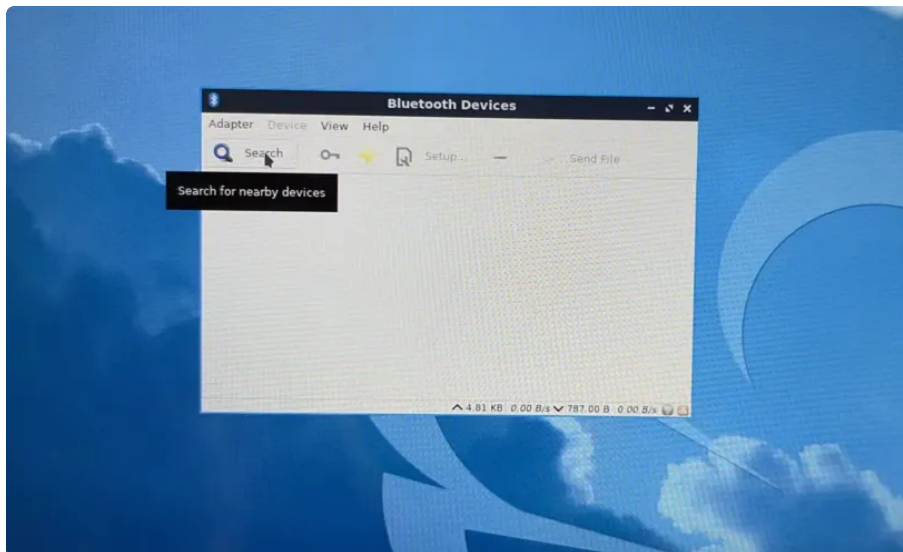 Bluetooth Devices
Adapter Device View Help
Search Setup... Send File
Search for nearby devices
4.81 KB 0.00 B/s 787.00 B 0.00 B/s